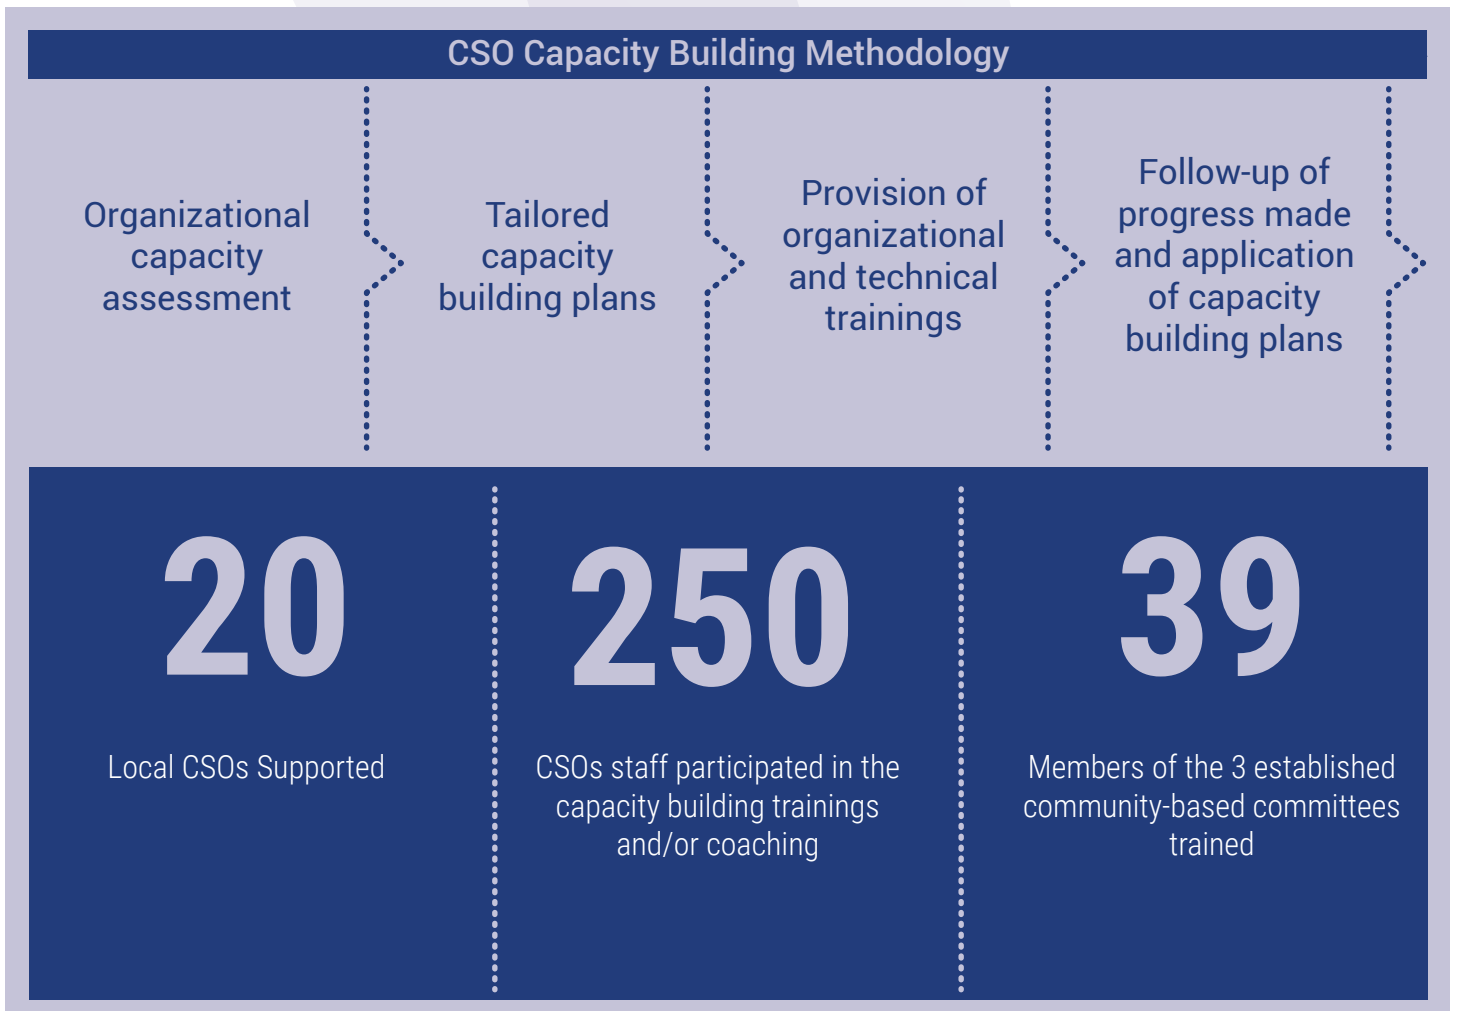 CSO Capacity Building Methodology
Organizational
capacity
assessment
Tailored
capacity
building plans
Provision of
organizational
and technical
trainings
Follow-up of
progress made
and application
of capacity
building plans
20
Local CSOs Supported
250
CSOs staff participated in the
capacity building trainings
and/or coaching
39
Members of the 3 established
community-based committees
trained